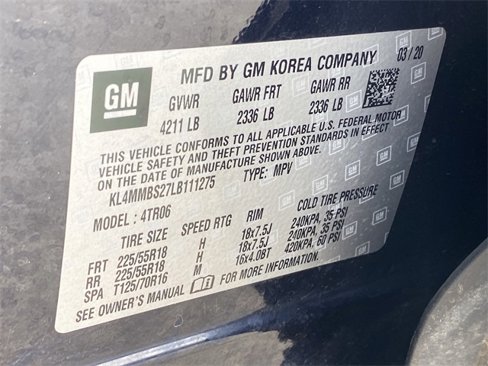 GM
MFD BY GM KOREA COMPANY 03/20
GVWR GAWR FRT GAWR RR
4211 LB 2336 LB 2336 LB
THIS VEHICLE CONFORMS TO ALL APPLICABLE U.S. FEDERAL MOTOR
VEHICLE SAFETY AND THEFT PREVENTION STANDARDS IN EFFECT
ON THE DATE OF MANUFACTURE SHOWN ABOVE.
KL4MMBS27LB111275 TYPE: MPV
MODEL: 4TR06
TIRE SIZE SPEED RTG RIM COLD TIRE PRESSURE
FRT 225/55R18 H 18x7.5J 240KPA, 35 PSI
RR 225/55R18 H 18x7.5J 240KPA, 35 PSI
SPA T125/70R16 M 16x4.0BT 420KPA, 60 PSI
SEE OWNER'S MANUAL FOR MORE INFORMATION.